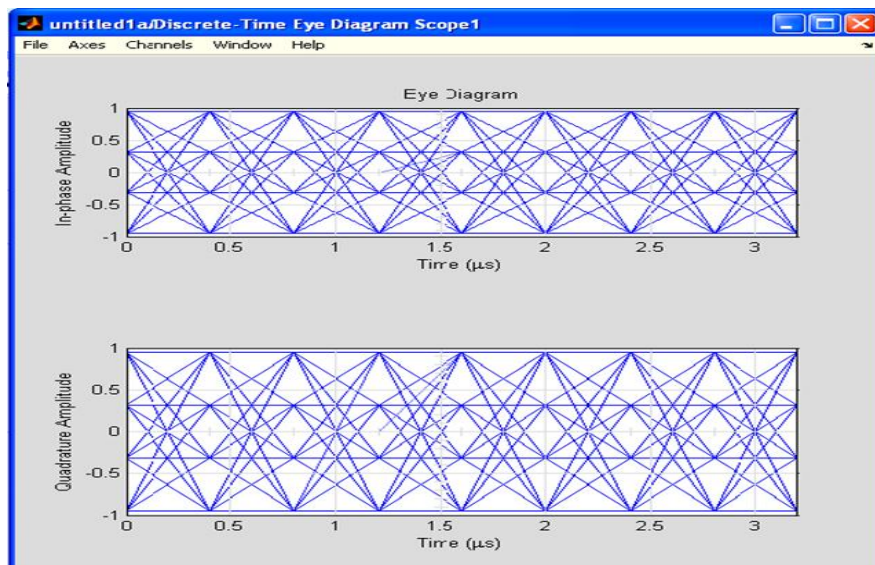 untitled1a/Discrete-Time Eye Diagram Scope1
File Axes Channels Window Help
Eye Diagram
In-phase Amplitude
1
0.5
0
-0.5
-1
0 0.5 1 1.5 2 2.5 3
Time (µs)
Quadrature Amplitude
1
0.5
0
-0.5
-1
0 0.5 1 1.5 2 2.5 3
Time (µs)